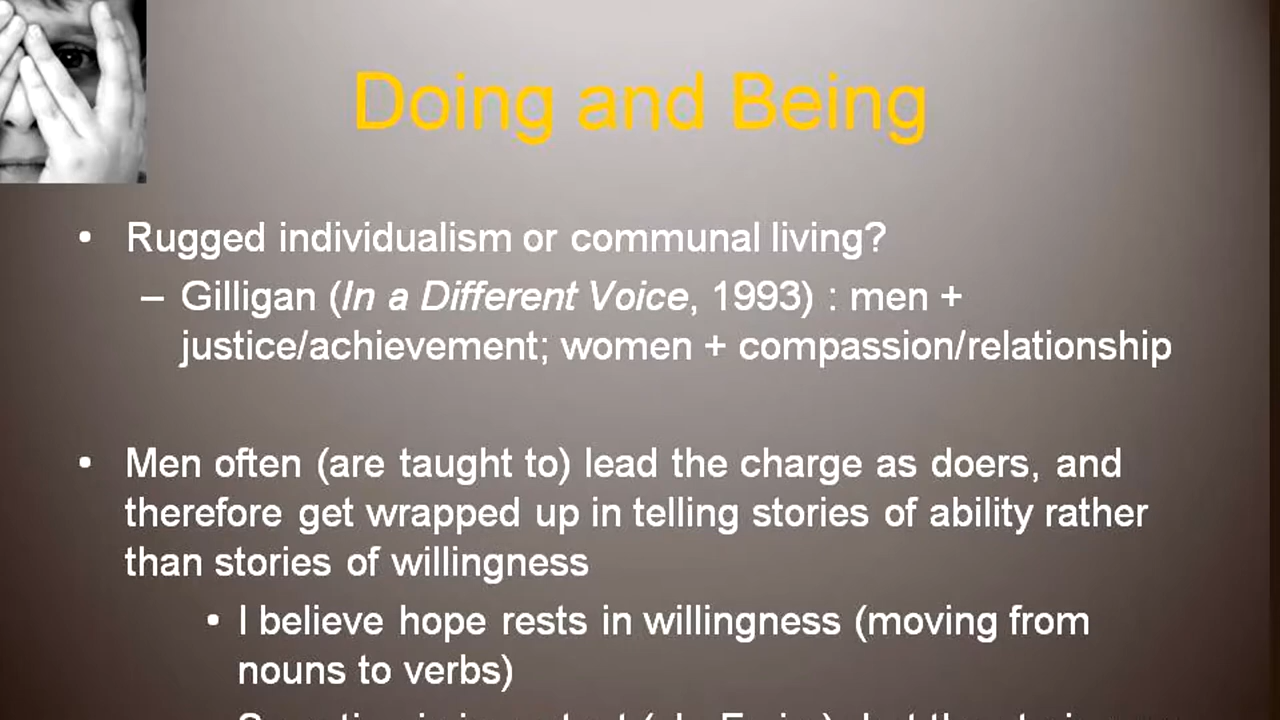 Doing and Being
• Rugged individualism or communal living?
– Gilligan (In a Different Voice, 1993) : men +
justice/achievement; women + compassion/relationship
• Men often (are taught to) lead the charge as doers, and
therefore get wrapped up in telling stories of ability rather
than stories of willingness
• I believe hope rests in willingness (moving from
nouns to verbs)